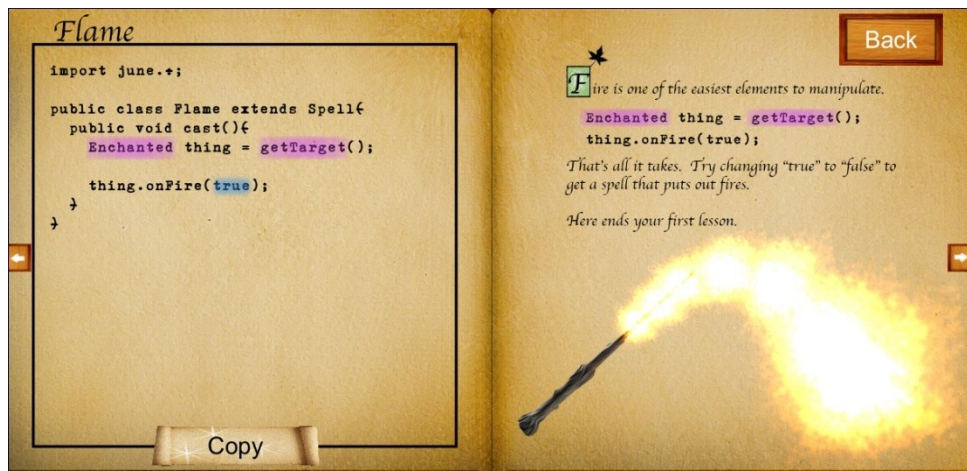 Flame
import june.+;
public class Flame extends Spell{
public void cast(){
Enchanted thing = getTarget();
thing.onFire(true);
}
}
Copy
Back
Fire is one of the easiest elements to manipulate.
Enchanted thing = getTarget();
thing.onFire(true);
That's all it takes. Try changing “true” to “false” to
get a spell that puts out fires.
Here ends your first lesson.